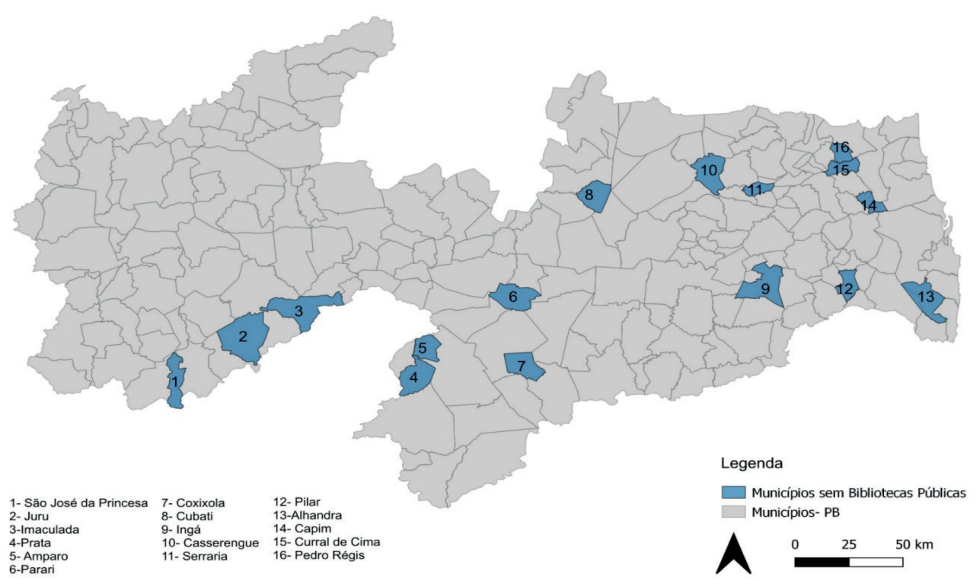 16
15
10
11
8
14
9
12
13
6
3
2
5
7
4
1
Legenda
Municípios sem Bibliotecas Públicas
Municípios- PB
0 25 50 km
1- São José da Princesa
2- Juru
3-Imaculada
4-Prata
5- Amparo
6-Parari
7- Coxixola
8- Cubati
9- Ingá
10- Casserengue
11- Serraria
12- Pilar
13-Alhandra
14- Capim
15- Curral de Cima
16- Pedro Régis